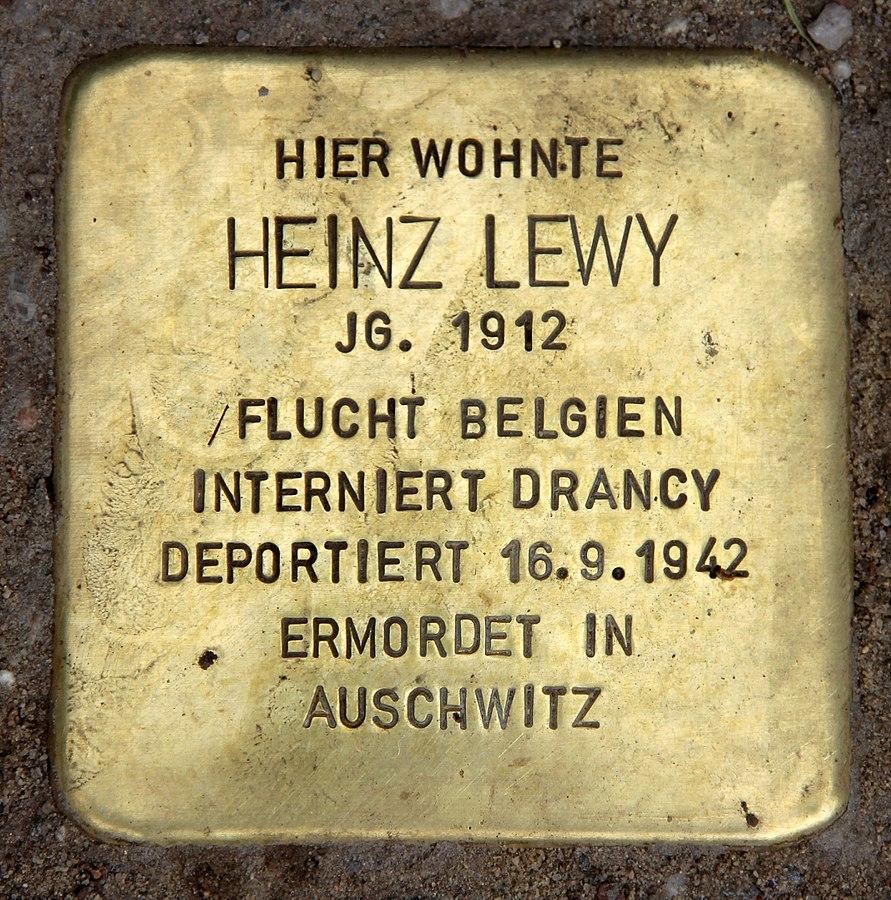 HIER WOHNTE
HEINZ LEWY
JG. 1912
FLUCHT BELGIEN
INTERNIERT DRANCY
DEPORTIERT 16.9.1942
ERMORDET IN
AUSCHWITZ